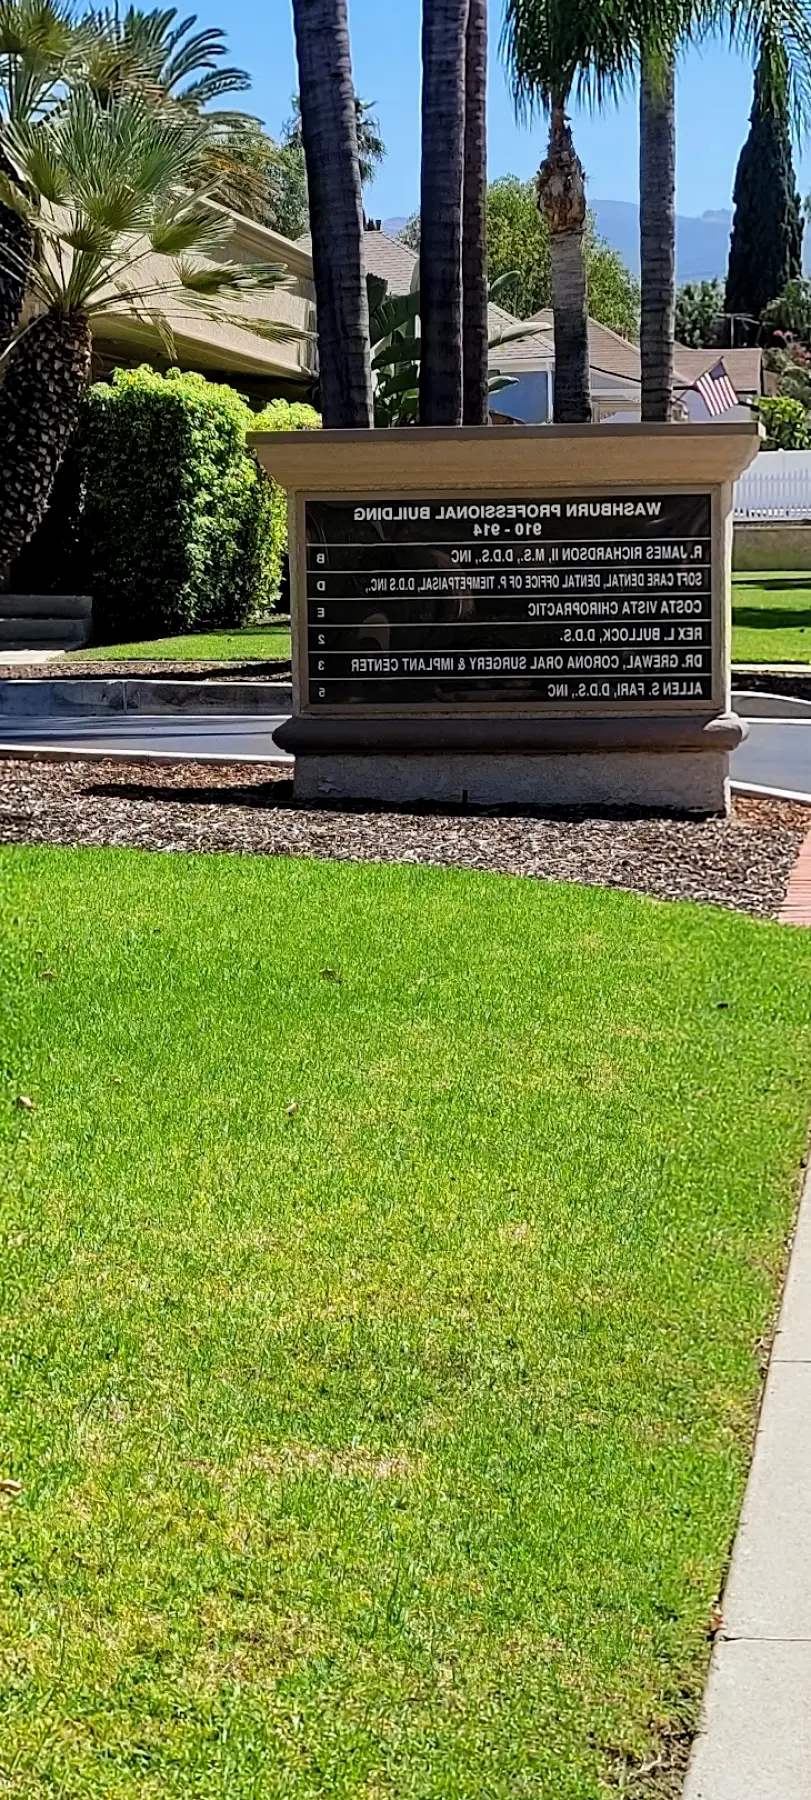 WASHBURN PROFESSIONAL BUILDING
910 - 914
R. JAMES RICHARDSON II, M.S., D.D.S., INC B
SOFT CARE DENTAL, DENTAL OFFICE OF P. TIEMPETPAISAL, D.D.S INC., D
COSTA VISTA CHIROPRACTIC E
REX L. BULLOCK, D.D.S. 2
DR. GREWAL, CORONA ORAL SURGERY & IMPLANT CENTER 3
ALLEN S. FARI, D.D.S., INC 5